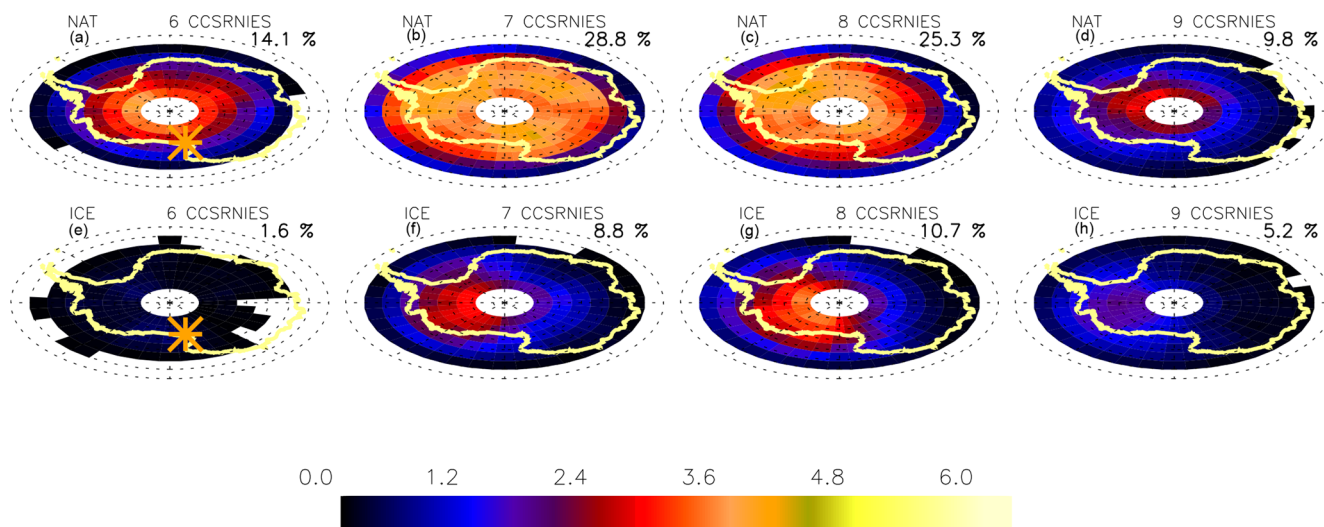 NAT 6 CCSRNIES
(a) 14.1 %
NAT 7 CCSRNIES
(b) 28.8 %
NAT 8 CCSRNIES
(c) 25.3 %
NAT 9 CCSRNIES
(d) 9.8 %
ICE 6 CCSRNIES
(e) 1.6 %
ICE 7 CCSRNIES
(f) 8.8 %
ICE 8 CCSRNIES
(g) 10.7 %
ICE 9 CCSRNIES
(h) 5.2 %
0.0 1.2 2.4 3.6 4.8 6.0